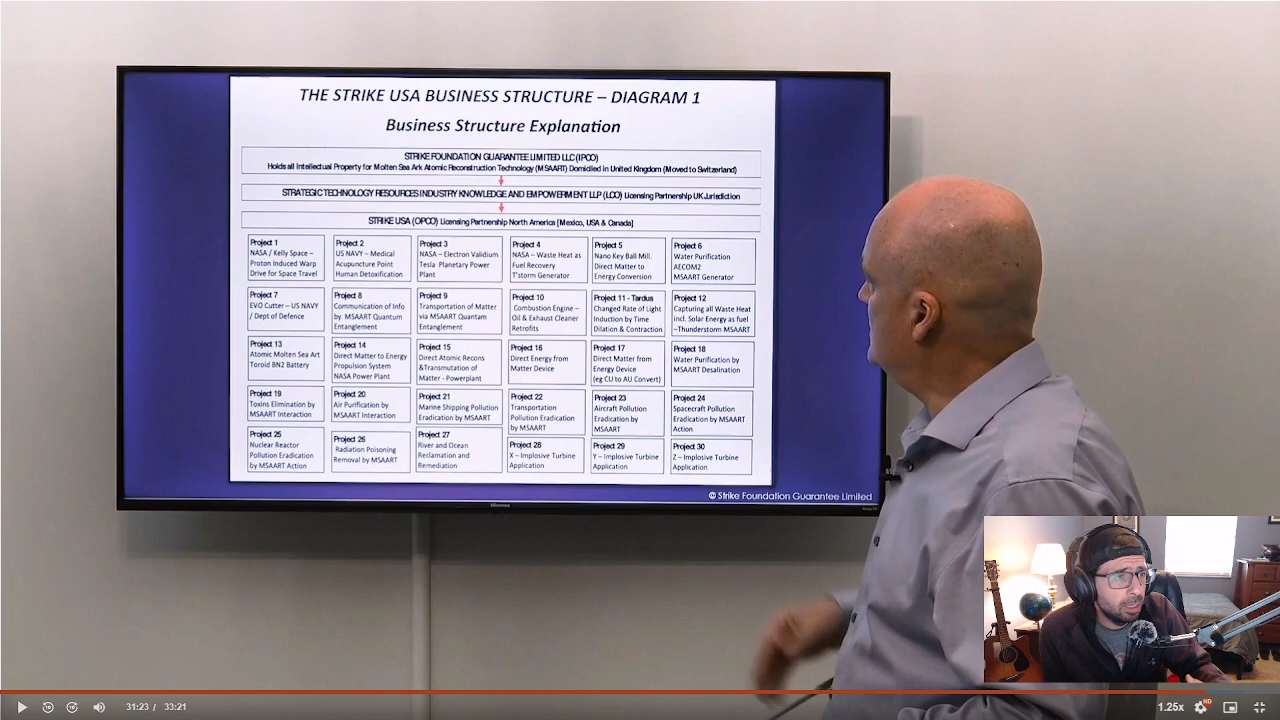 THE STRIKE USA BUSINESS STRUCTURE – DIAGRAM 1
Business Structure Explanation
STRIKE FOUNDATION GUARANTEE LIMITED LLC (IPCO)
Holds all Intellectual Property for Molten Sea Ark Atomic Reconstruction Technology (MSAART) Domiciled in United Kingdom (Moved to Switzerland)
STRATEGIC TECHNOLOGY RESOURCES INDUSTRY KNOWLEDGE AND EMPOWERMENT LLP (LCO) Licensing Partnership UK Jurisdiction
STRIKE USA (OPCO) Licensing Partnership North America [Mexico, USA & Canada]
Project 1
NASA / Kelly Space –
Proton Induced Warp
Drive for Space Travel
Project 2
US NAVY – Medical
Acupuncture Point
Human Detoxification
Project 3
NASA – Electron Validium
Tesla Planetary Power
Plant
Project 4
NASA – Waste Heat as
Fuel Recovery
T'storm Generator
Project 5
Nano Key Ball Mill.
Direct Matter to
Energy Conversion
Project 6
Water Purification
AECOM2
MSAART Generator
Project 7
EVO Cutter – US NAVY
/ Dept of Defence
Project 8
Communication of Info
by MSAART Quantum
Entanglement
Project 9
Transportation of Matter
via MSAART Quantam
Entanglement
Project 10
Combustion Engine –
Oil & Exhaust Cleaner
Retrofits
Project 11 - Tardus
Changed Rate of Light
Induction by Time
Dilation & Contraction
Project 12
Capturing all Waste Heat
incl. Solar Energy as fuel
–Thunderstorm MSAART
Project 13
Atomic Molten Sea Art
Toroid BN2 Battery
Project 14
Direct Matter to Energy
Propulsion System
NASA Power Plant
Project 15
Direct Atomic Recons
&Transmutation of
Matter - Powerplant
Project 16
Direct Energy from
Matter Device
Project 17
Direct Matter from
Energy Device
(eg CU to AU Convert)
Project 18
Water Purification by
MSAART Desalination
Project 19
Toxins Elimination by
MSAART Interaction
Project 20
Air Purification by
MSAART Interaction
Project 21
Marine Shipping Pollution
Eradication by MSAART
Project 22
Transportation
Pollution Eradication
by MSAART
Project 23
Aircraft Pollution
Eradication by
MSAART
Project 24
Spacecraft Pollution
Eradication by MSAART
Action
Project 25
Nuclear Reactor
Pollution Eradication
by MSAART Action
Project 26
Radiation Poisoning
Removal by MSAART
Project 27
River and Ocean
Reclamation and
Remediation
Project 28
X – Implosive Turbine
Application
Project 29
Y – Implosive Turbine
Application
Project 30
Z – Implosive Turbine
Application
© Strike Foundation Guarantee Limited
Hisense
Roku TV
10
10
31:23 / 33:21
1.25x
HD